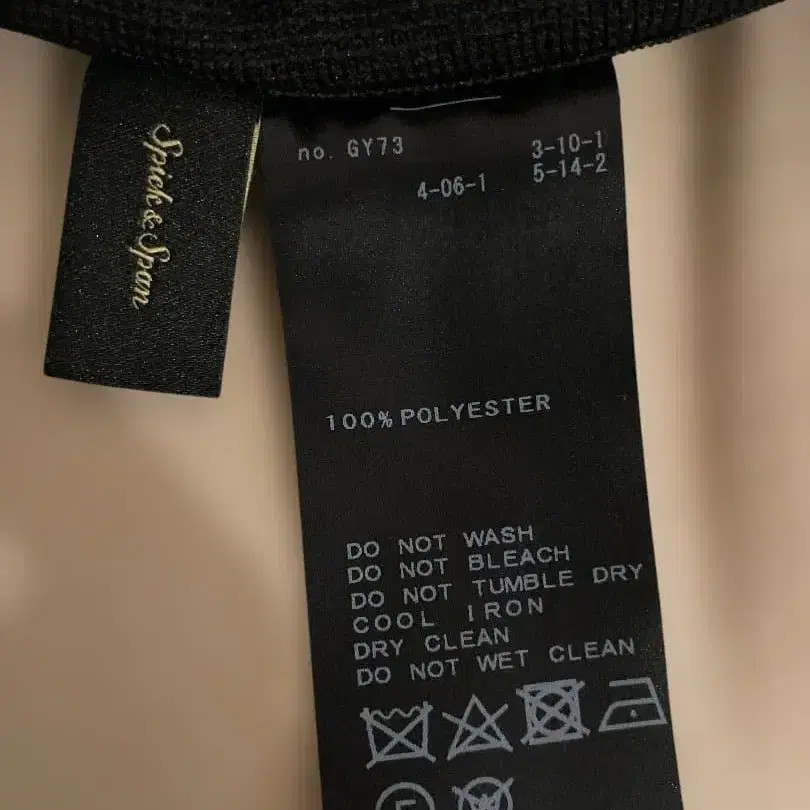 Spick & Span
no. GY73
3-10-1
4-06-1
5-14-2
100% POLYESTER
DO NOT WASH
DO NOT BLEACH
DO NOT TUMBLE DRY
COOL IRON
DRY CLEAN
DO NOT WET CLEAN
F